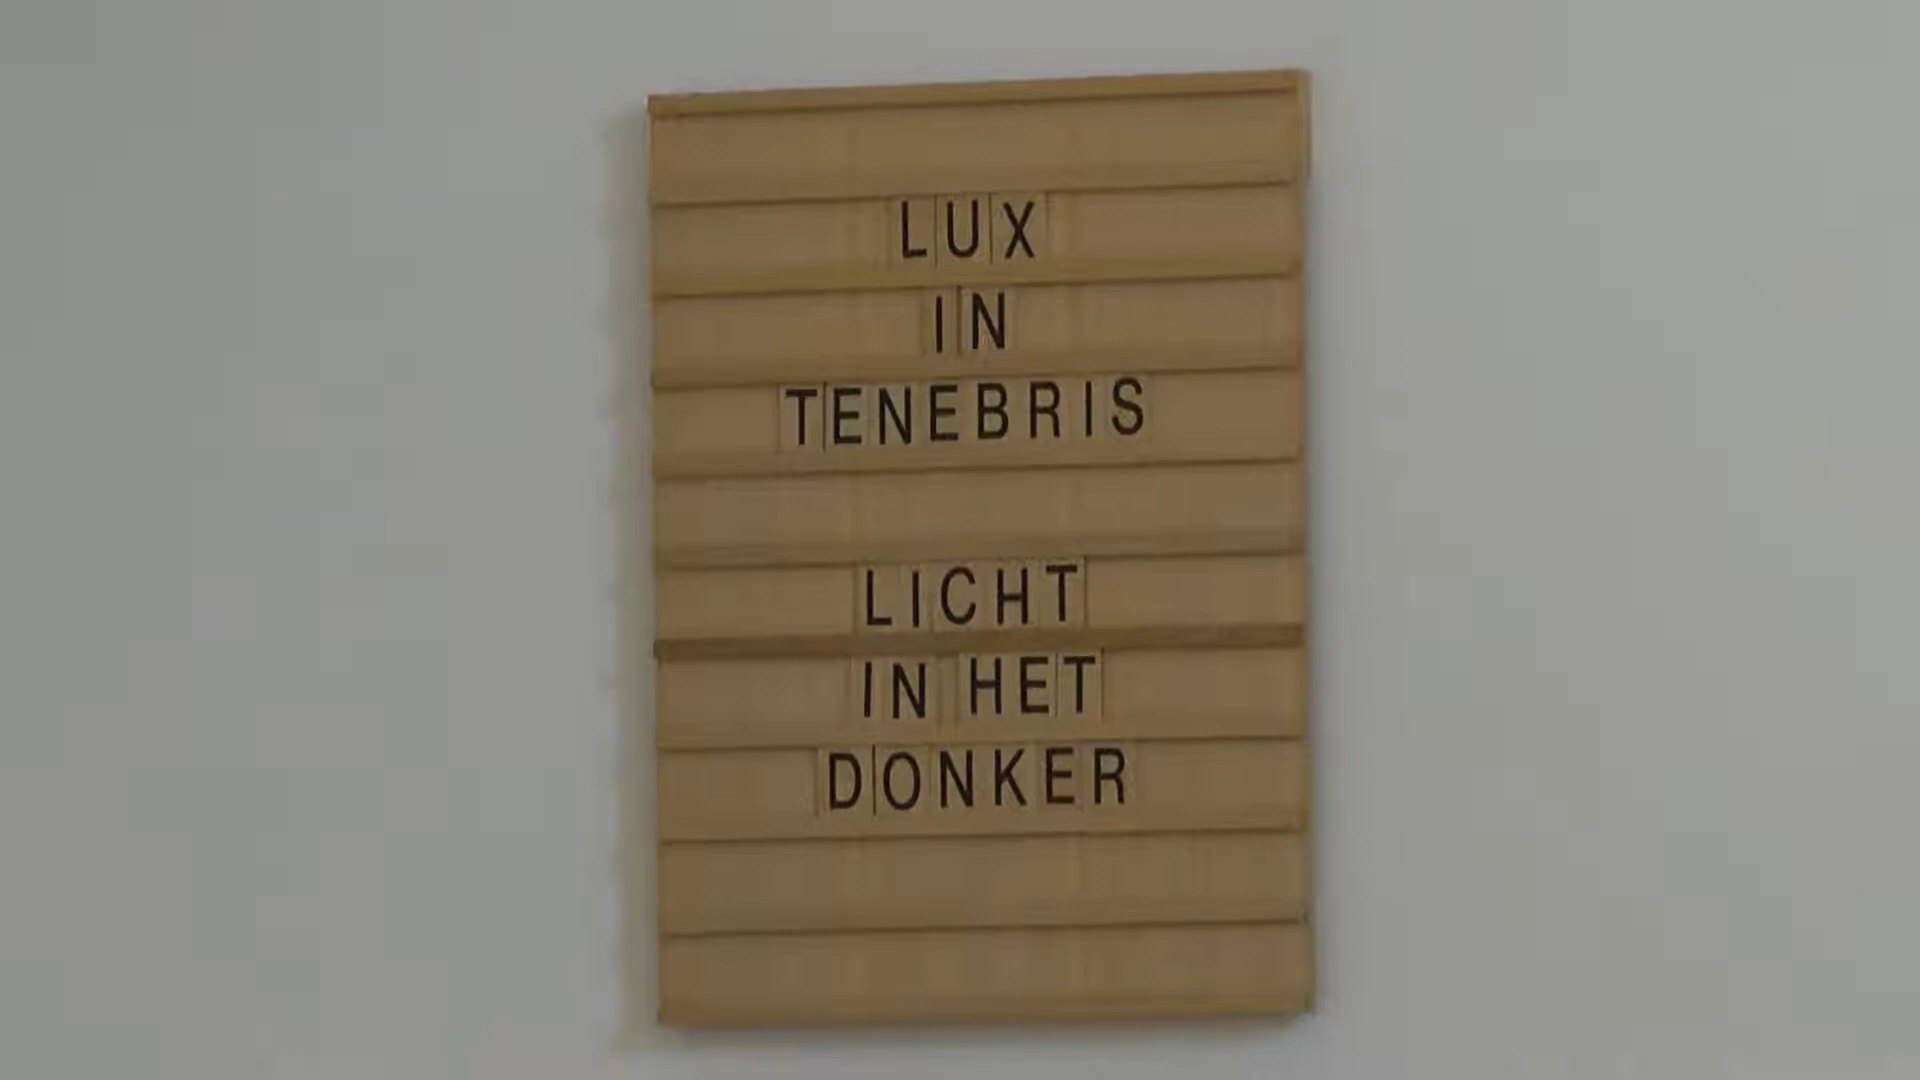 LUX
IN
TENEBRIS
LICHT
IN HET
DONKER